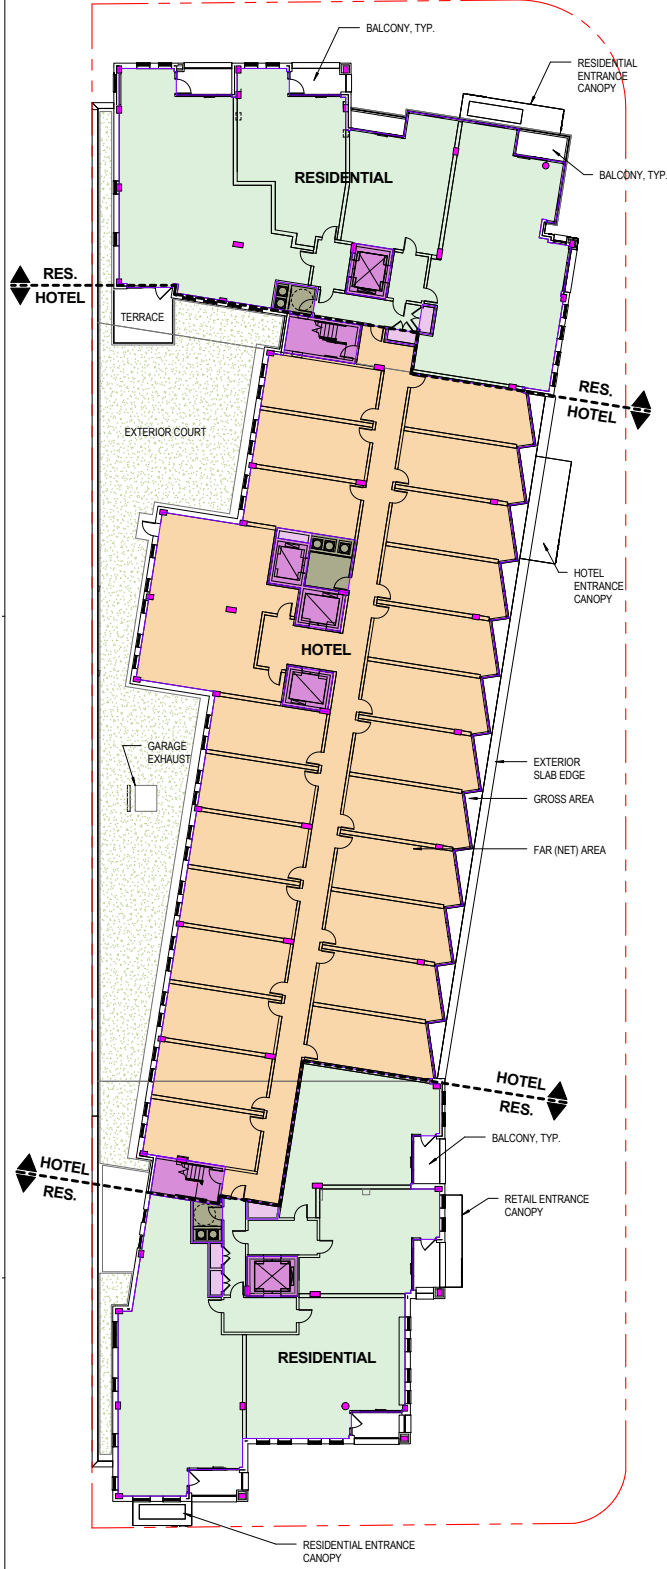 BALCONY, TYP.
RESIDENTIAL
ENTRANCE
CANOPY
BALCONY, TYP.
RESIDENTIAL
RES.
HOTEL
TERRACE
RES.
HOTEL
EXTERIOR COURT
HOTEL
ENTRANCE
CANOPY
HOTEL
GARAGE
EXHAUST
EXTERIOR
SLAB EDGE
GROSS AREA
FAR (NET) AREA
HOTEL
RES.
BALCONY, TYP.
HOTEL
RES.
RETAIL ENTRANCE
CANOPY
RESIDENTIAL
RESIDENTIAL ENTRANCE
CANOPY